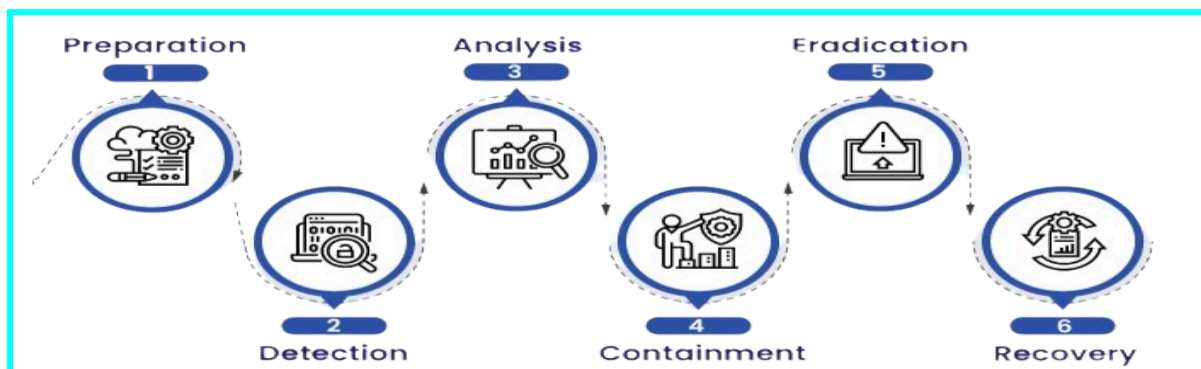 Preparation
1
2
Detection
Analysis
3
4
Containment
Eradication
5
6
Recovery